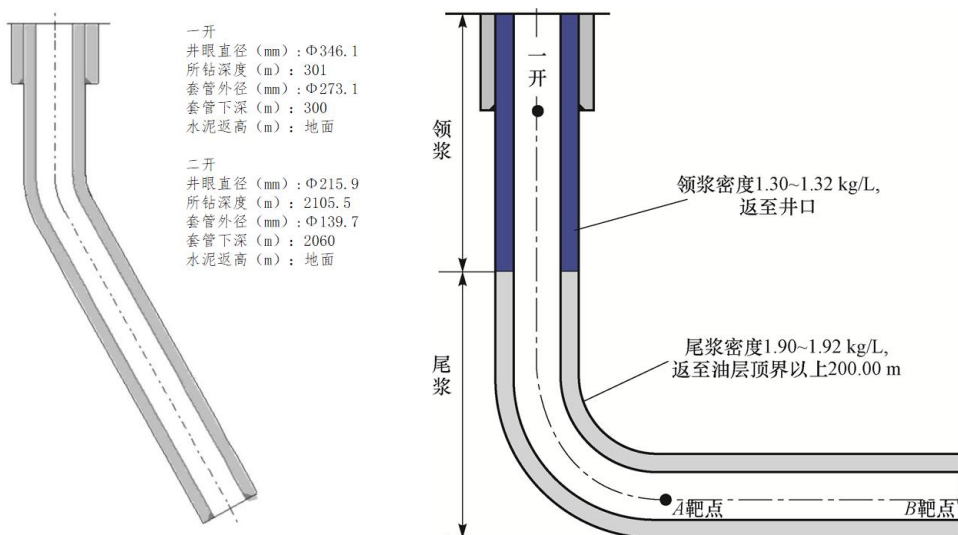 一开
井眼直径（mm）:Φ346.1
所钻深度（m）：301
套管外径（m）:Φ273.1
套管下深（m）：300
水泥返高（m）：地面
二开
井眼直径（mm）:Φ215.9
所钻深度（m）：2105.5
套管外径（m）:Φ139.7
套管下深（m）：2060
水泥返高（m）：地面
一开
领浆
领浆密度1.30~1.32 kg/L,
返至井口
尾浆
尾浆密度1.90~1.92 kg/L,
返至油层顶界以上200.00 m
A靶点
B靶点